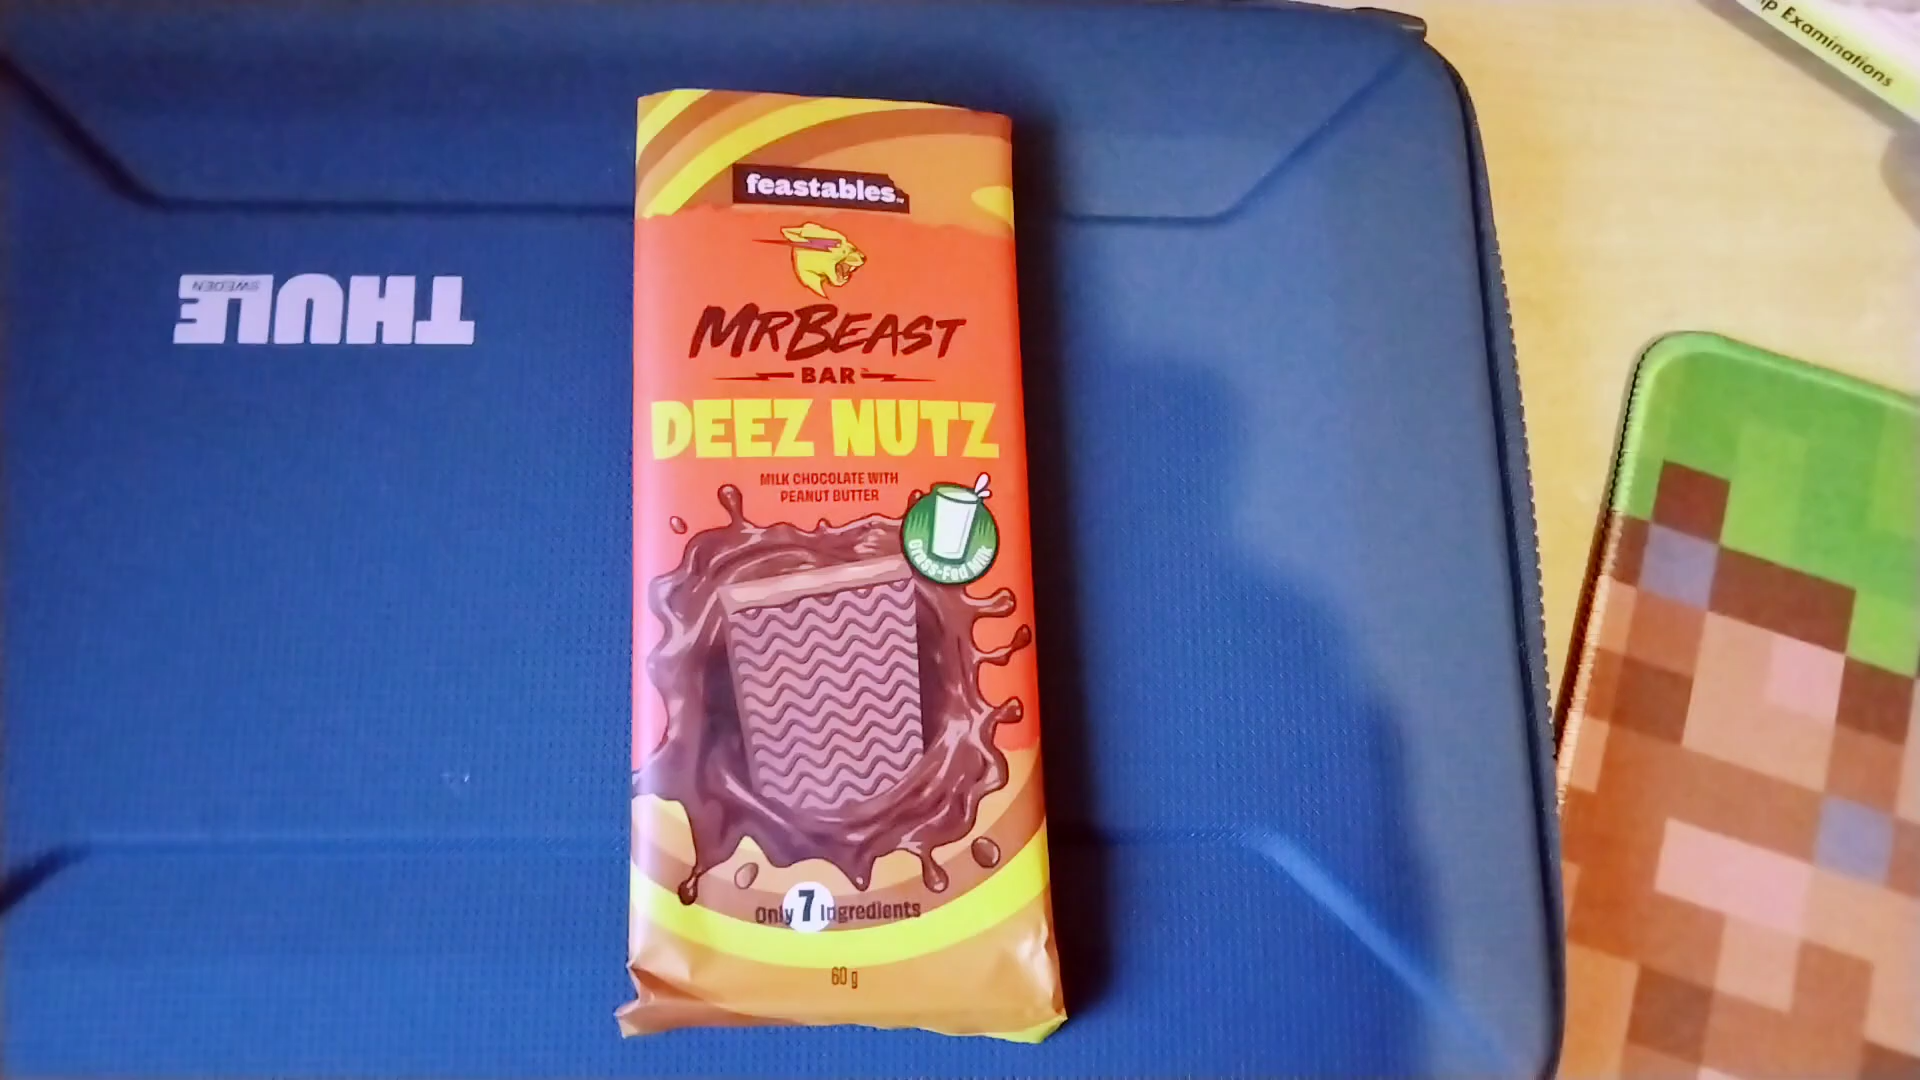 p Examinations
feastables™
THULE
SWEDEN
MRBEAST
BAR
DEEZ NUTZ
MILK CHOCOLATE WITH
PEANUT BUTTER
Grass-Fed Milk
Only 7 Ingredients
60 g